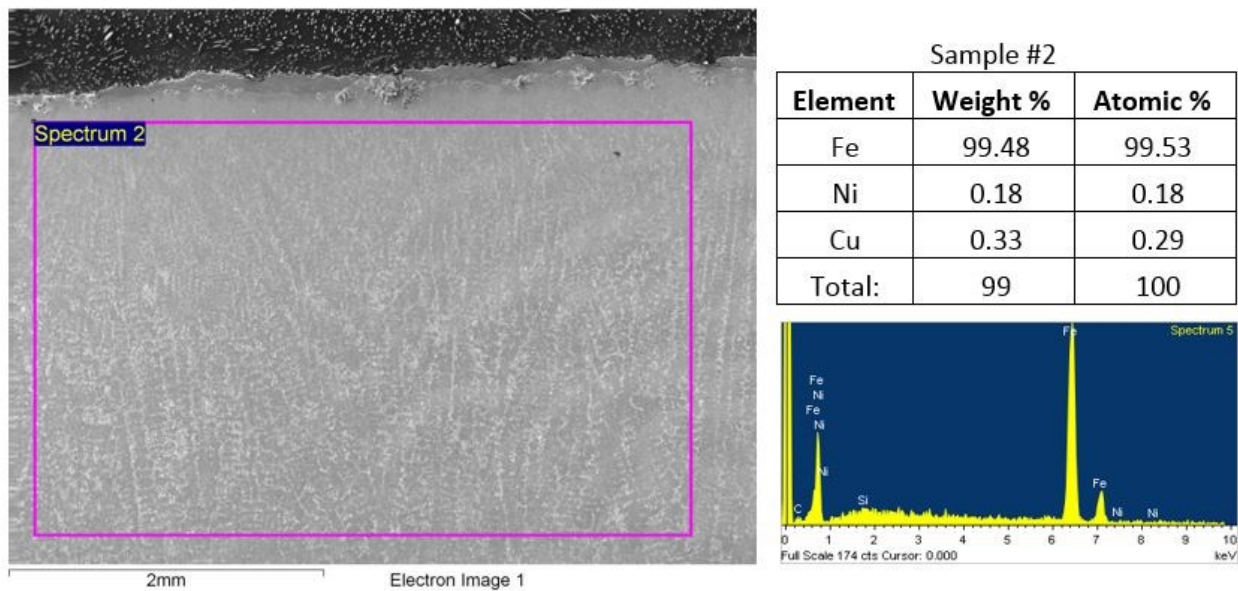 Spectrum 2
2mm
Electron Image 1
Sample #2
Element Weight % Atomic %
Fe 99.48 99.53
Ni 0.18 0.18
Cu 0.33 0.29
Total: 99 100
Spectrum 5
Fe
Fe
Ni
Fe
Ni
Ni
C
Si
Fe
Ni
Ni
0 1 2 3 4 5 6 7 8 9 10
Full Scale 174 cts Cursor: 0.000 keV